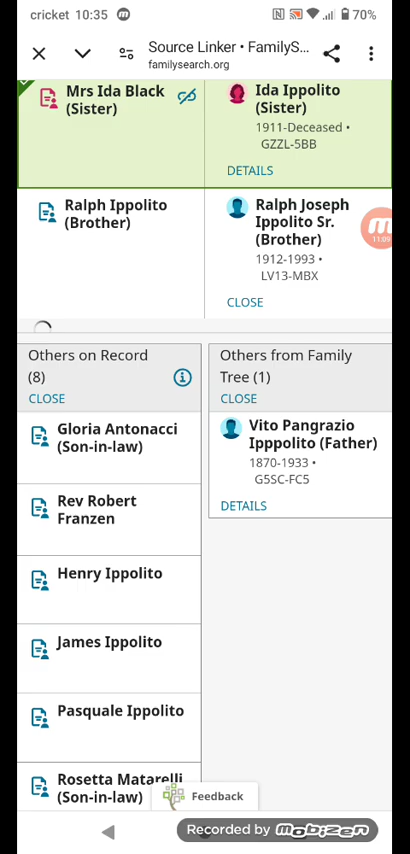 cricket 10:35 70%
Source Linker • FamilyS...
familysearch.org
Mrs Ida Black
(Sister)
Ida Ippolito
(Sister)
1911-Deceased •
GZZL-5BB
DETAILS
Ralph Ippolito
(Brother)
Ralph Joseph
Ippolito Sr.
(Brother)
1912-1993 •
LV13-MBX
CLOSE
11:09
Others on Record
(8)
CLOSE
Others from Family
Tree (1)
CLOSE
Gloria Antonacci
(Son-in-law)
Vito Pangrazio
Ipppolito (Father)
1870-1933 •
G5SC-FC5
DETAILS
Rev Robert
Franzen
Henry Ippolito
James Ippolito
Pasquale Ippolito
Rosetta Matarelli
(Son-in-law)
Feedback
Recorded by mobizen